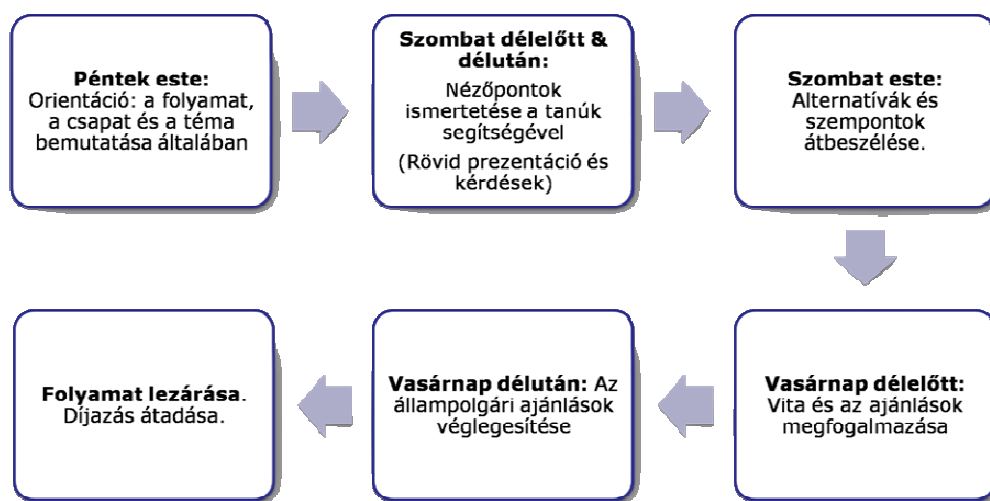 Péntek este:
Orientáció: a folyamat,
a csapat és a téma
bemutatása általában
Szombat délelőtt &
délután:
Nézőpontok
ismertetése a tanúk
segítségével
(Rövid prezentáció és
kérdések)
Szombat este:
Alternatívák és
szempontok
átbeszélése.
Vasárnap délelőtt:
Vita és az ajánlások
megfogalmazása
Vasárnap délután: Az
állampolgári ajánlások
véglegesítése
Folyamat lezárása.
Díjazás átadása.